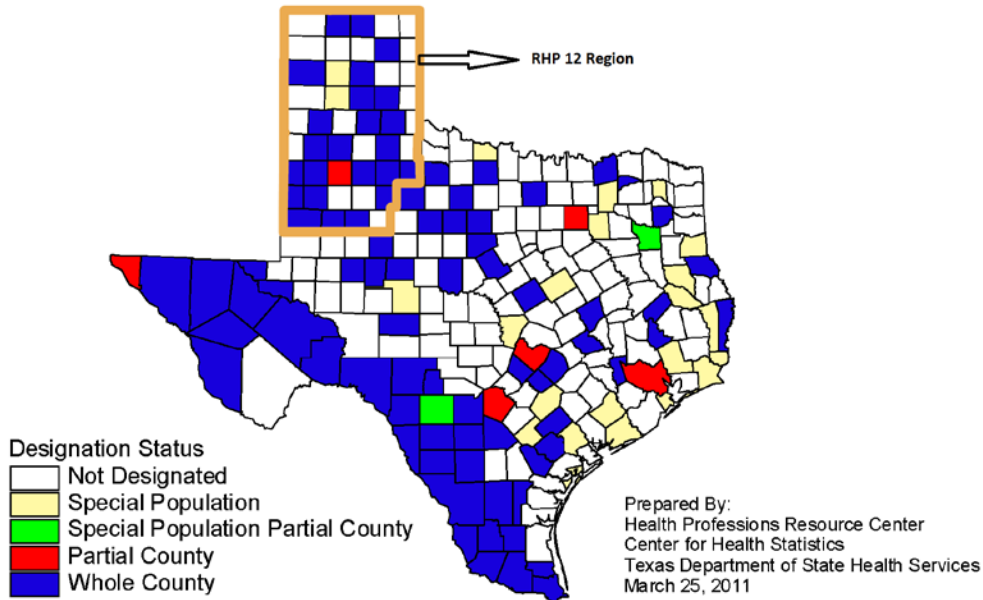 RHP 12 Region
Designation Status
Not Designated
Special Population
Special Population Partial County
Partial County
Whole County
Prepared By:
Health Professions Resource Center
Center for Health Statistics
Texas Department of State Health Services
March 25, 2011